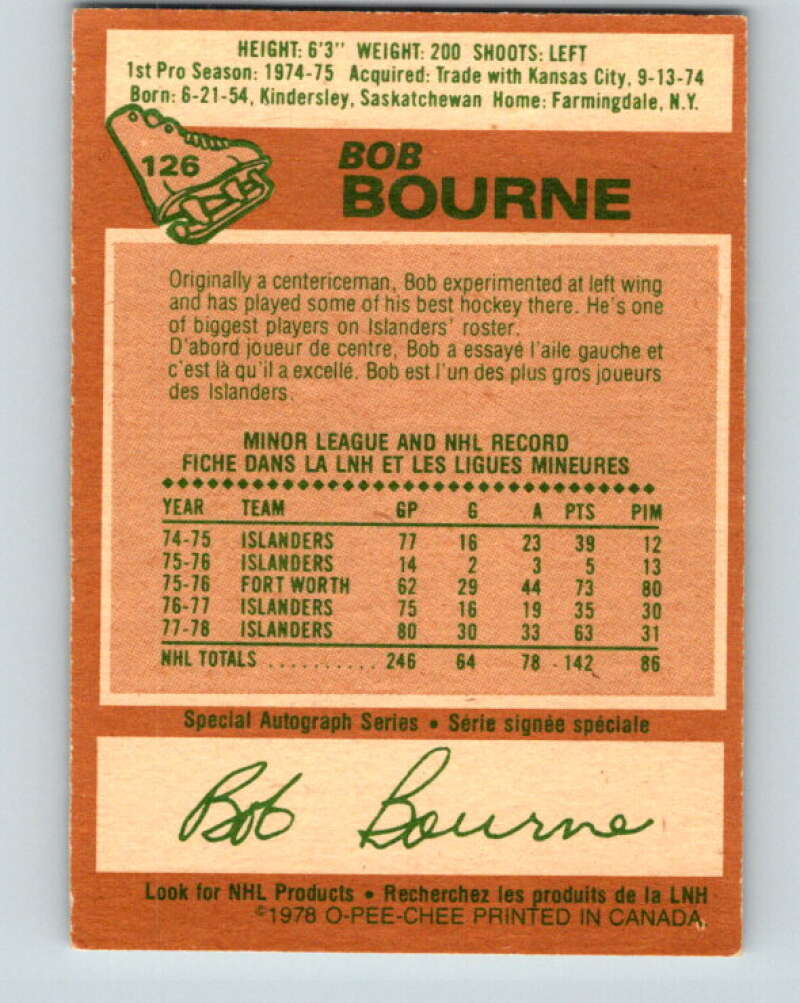 HEIGHT: 6'3" WEIGHT: 200 SHOOTS: LEFT
1st Pro Season: 1974-75 Acquired: Trade with Kansas City, 9-13-74
Born: 6-21-54, Kindersley, Saskatchewan Home: Farmingdale, N.Y.
126
BOB
BOURNE
Originally a centericeman, Bob experimented at left wing
and has played some of his best hockey there. He's one
of biggest players on Islanders' roster.
D'abord joueur de centre, Bob a essayé l'aile gauche et
c'est là qu'il a excellé. Bob est l'un des plus gros joueurs
des Islanders.
MINOR LEAGUE AND NHL RECORD
FICHE DANS LA LNH ET LES LIGUES MINEURES
YEAR TEAM GP G A PTS PIM
74-75 ISLANDERS 77 16 23 39 12
75-76 ISLANDERS 14 2 3 5 13
75-76 FORT WORTH 62 29 44 73 80
76-77 ISLANDERS 75 16 19 35 30
77-78 ISLANDERS 80 30 33 63 31
NHL TOTALS .......... 246 64 78 142 86
Special Autograph Series • Série signée spéciale
Bob Bourne
Look for NHL Products • Recherchez les produits de la LNH
©1978 O-PEE-CHEE PRINTED IN CANADA